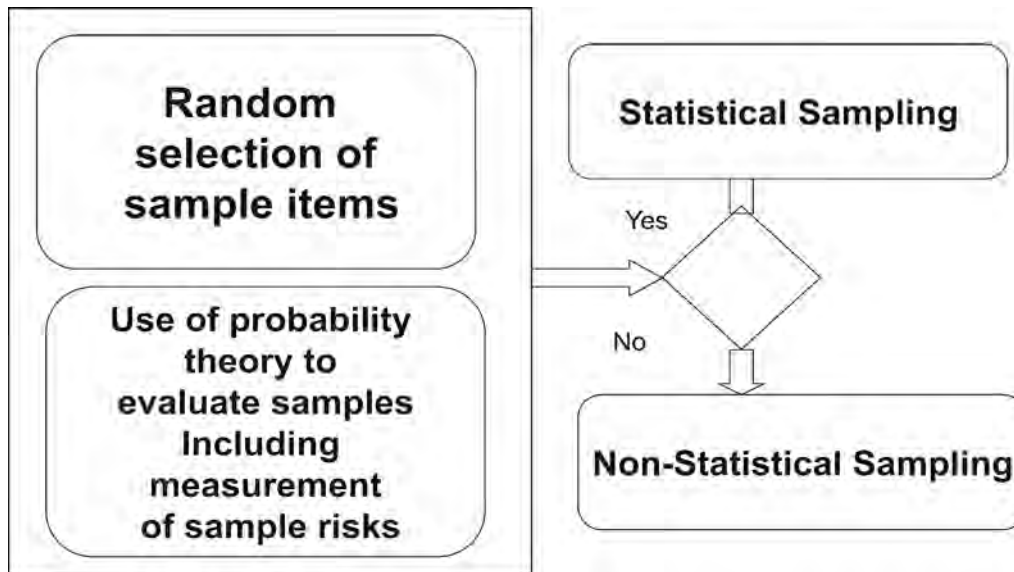 Random
selection of
sample items
Use of probability
theory to
evaluate samples
Including
measurement
of sample risks
Statistical Sampling
Yes
No
Non-Statistical Sampling